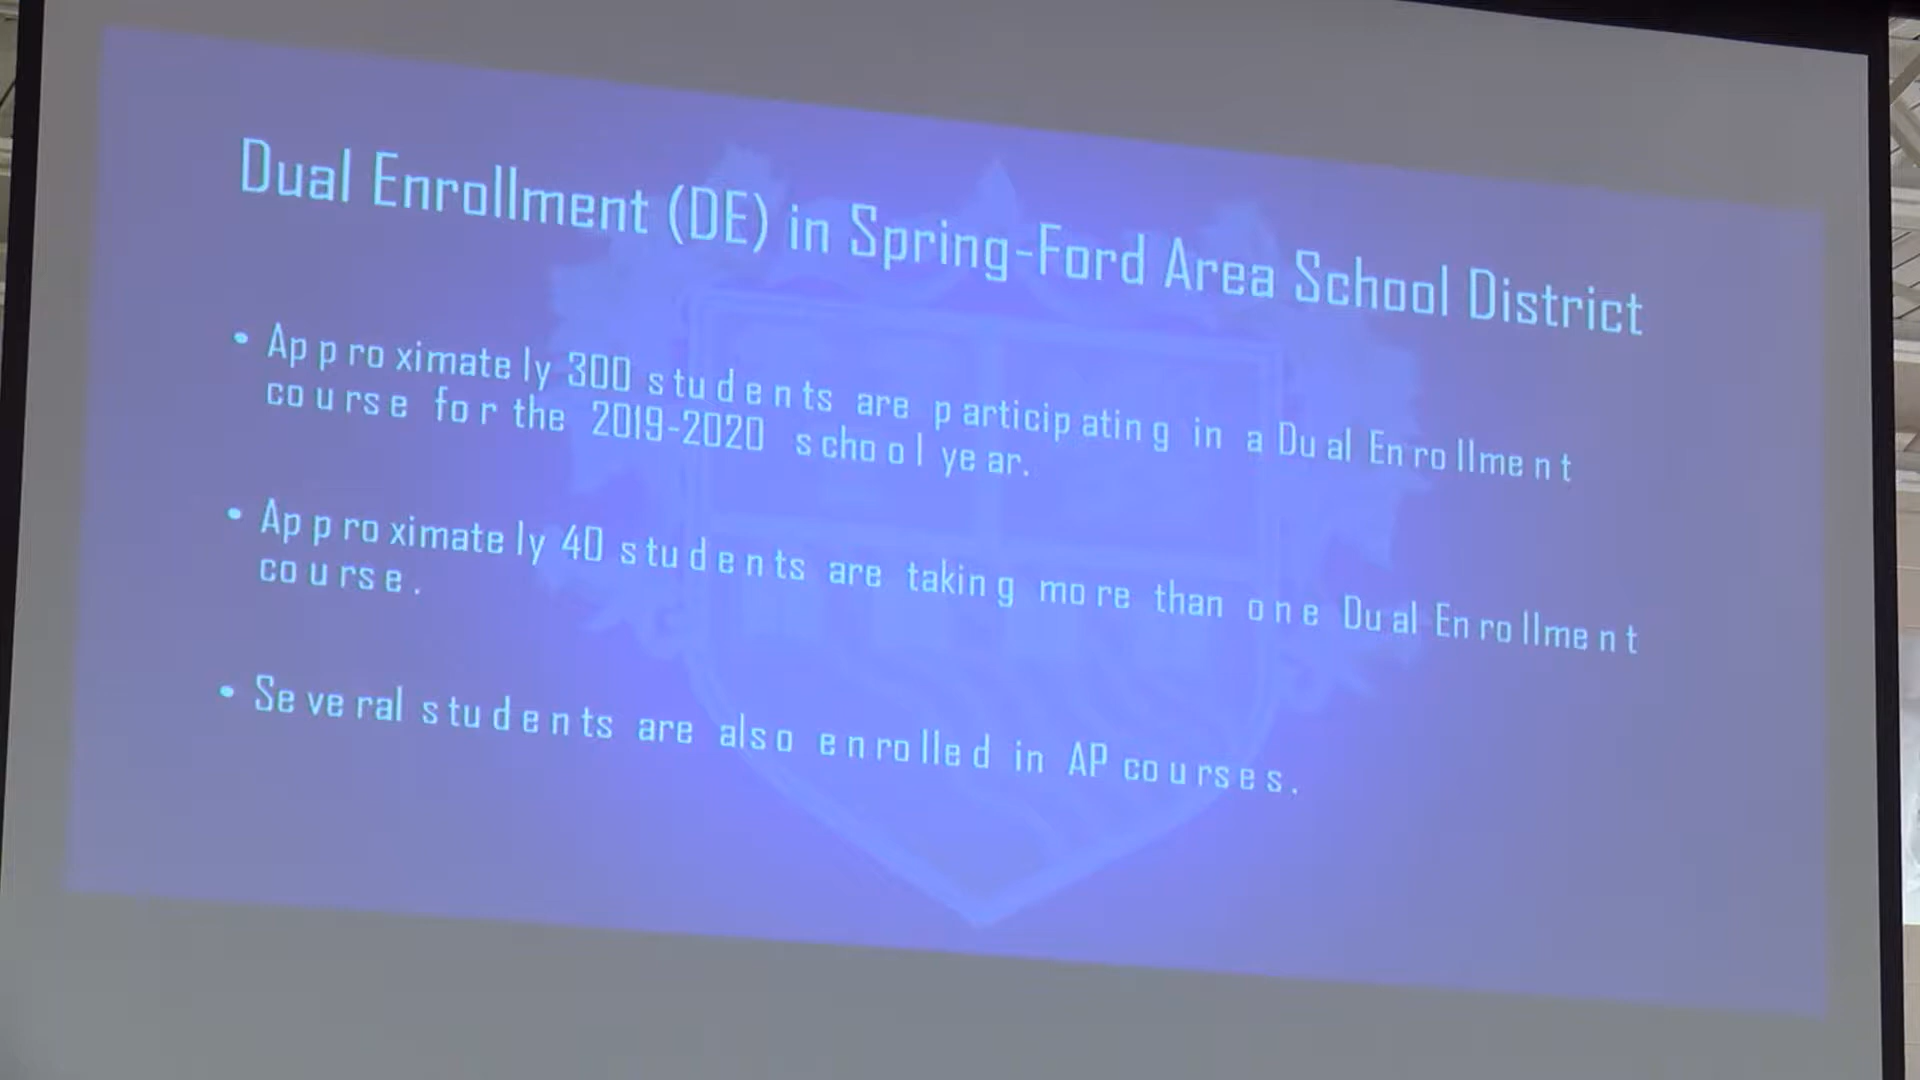 Dual Enrollment (DE) in Spring-Ford Area School District
• Approximately 300 students are participating in a Dual Enrollment
course for the 2019-2020 school year.
• Approximately 40 students are taking more than one Dual Enrollment
course.
• Several students are also enrolled in AP courses.